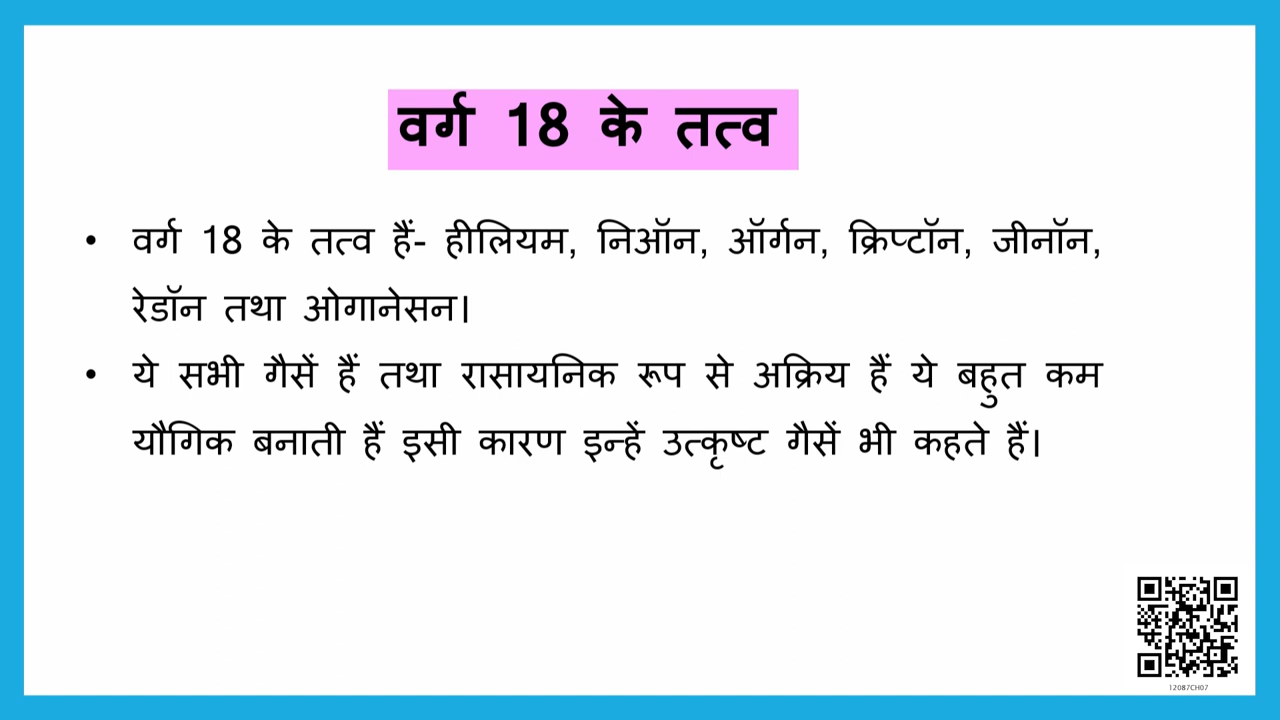 वर्ग 18 के तत्व
• वर्ग 18 के तत्व हैं- हीलियम, निऑन, ऑर्गन, क्रिप्टॉन, जीनॉन,
रेडॉन तथा ओगानेसन।
• ये सभी गैसें हैं तथा रासायनिक रूप से अक्रिय हैं ये बहुत कम
यौगिक बनाती हैं इसी कारण इन्हें उत्कृष्ट गैसें भी कहते हैं।
12087CH07